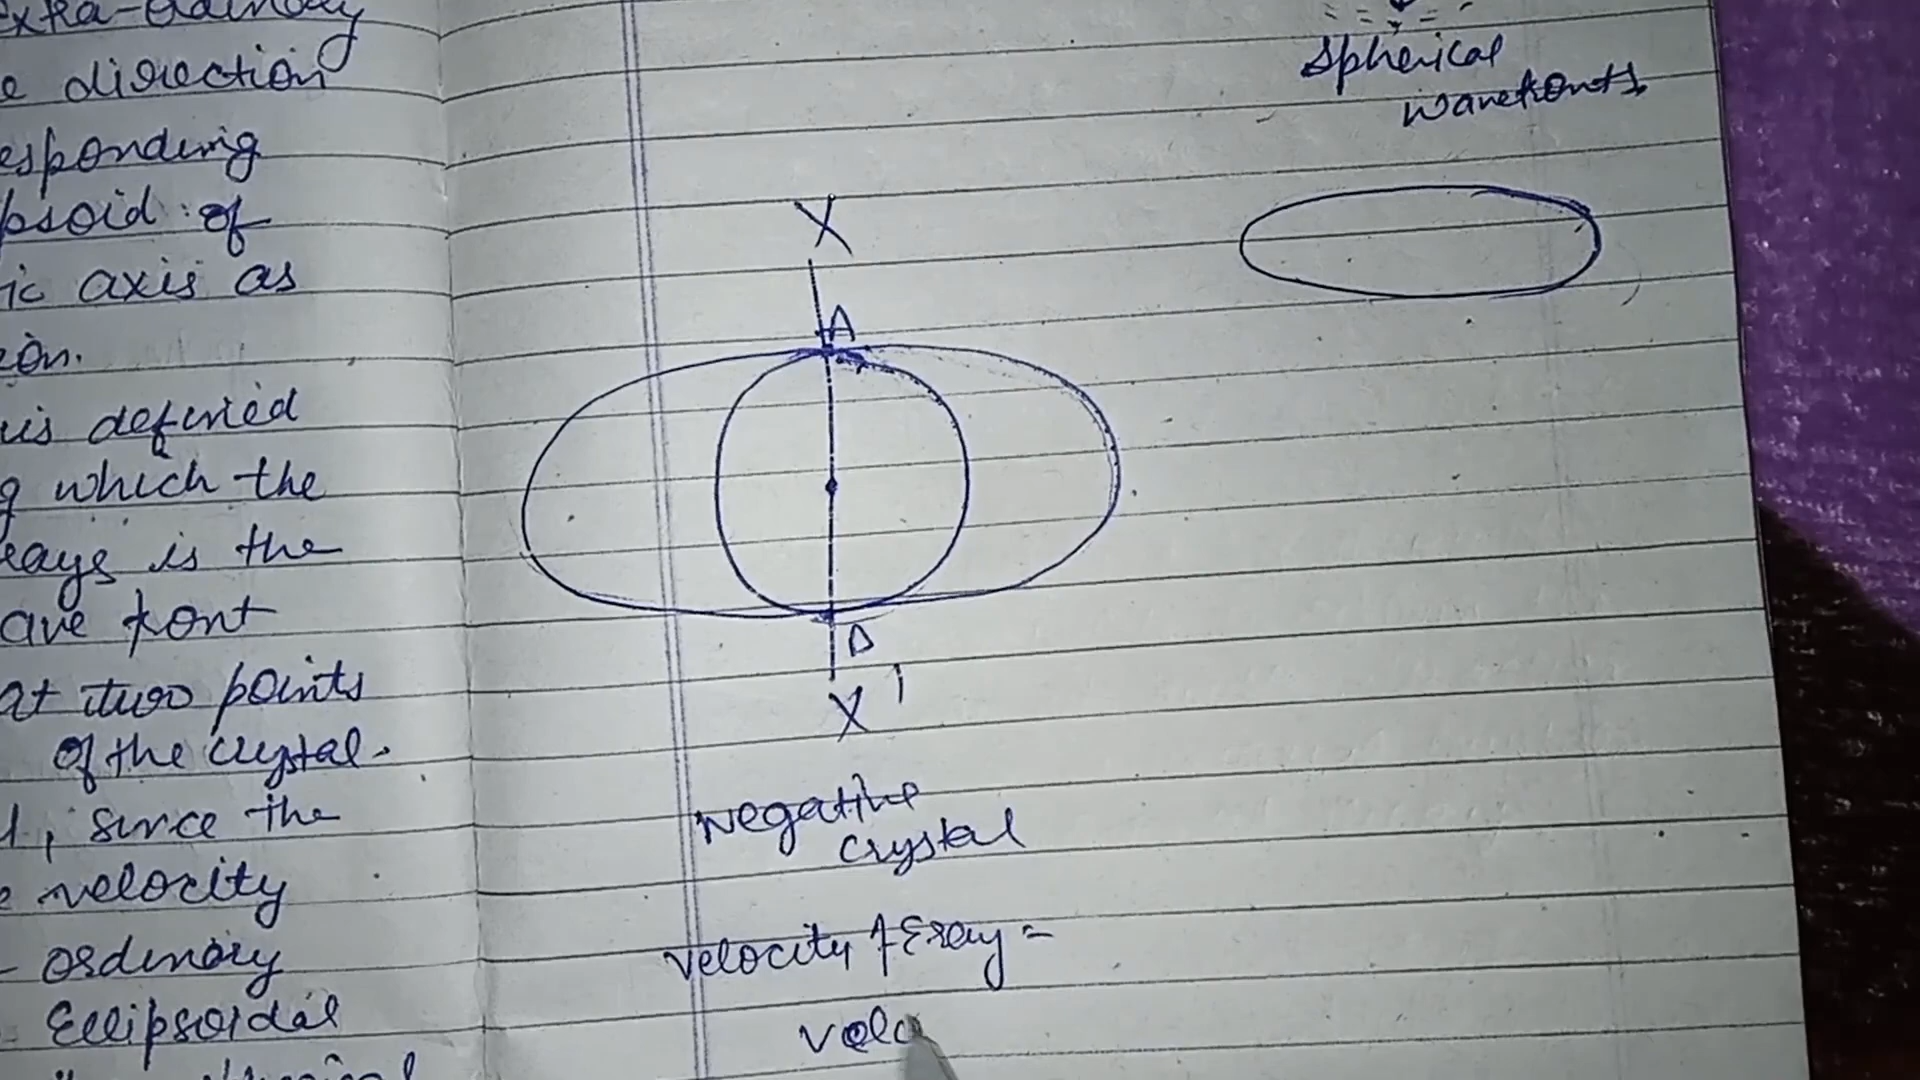 extra-ordinary
e direction
esponding
psoid of
ic axis as
ion.
is defined
g which the
rays is the
ave front
at two points
of the crystal.
, since the
velocity
ordinary
Ellipsoidal
Spherical
wavefronts.
X
A
B
X'
Negative
crystal
velocity of E ray =
velo